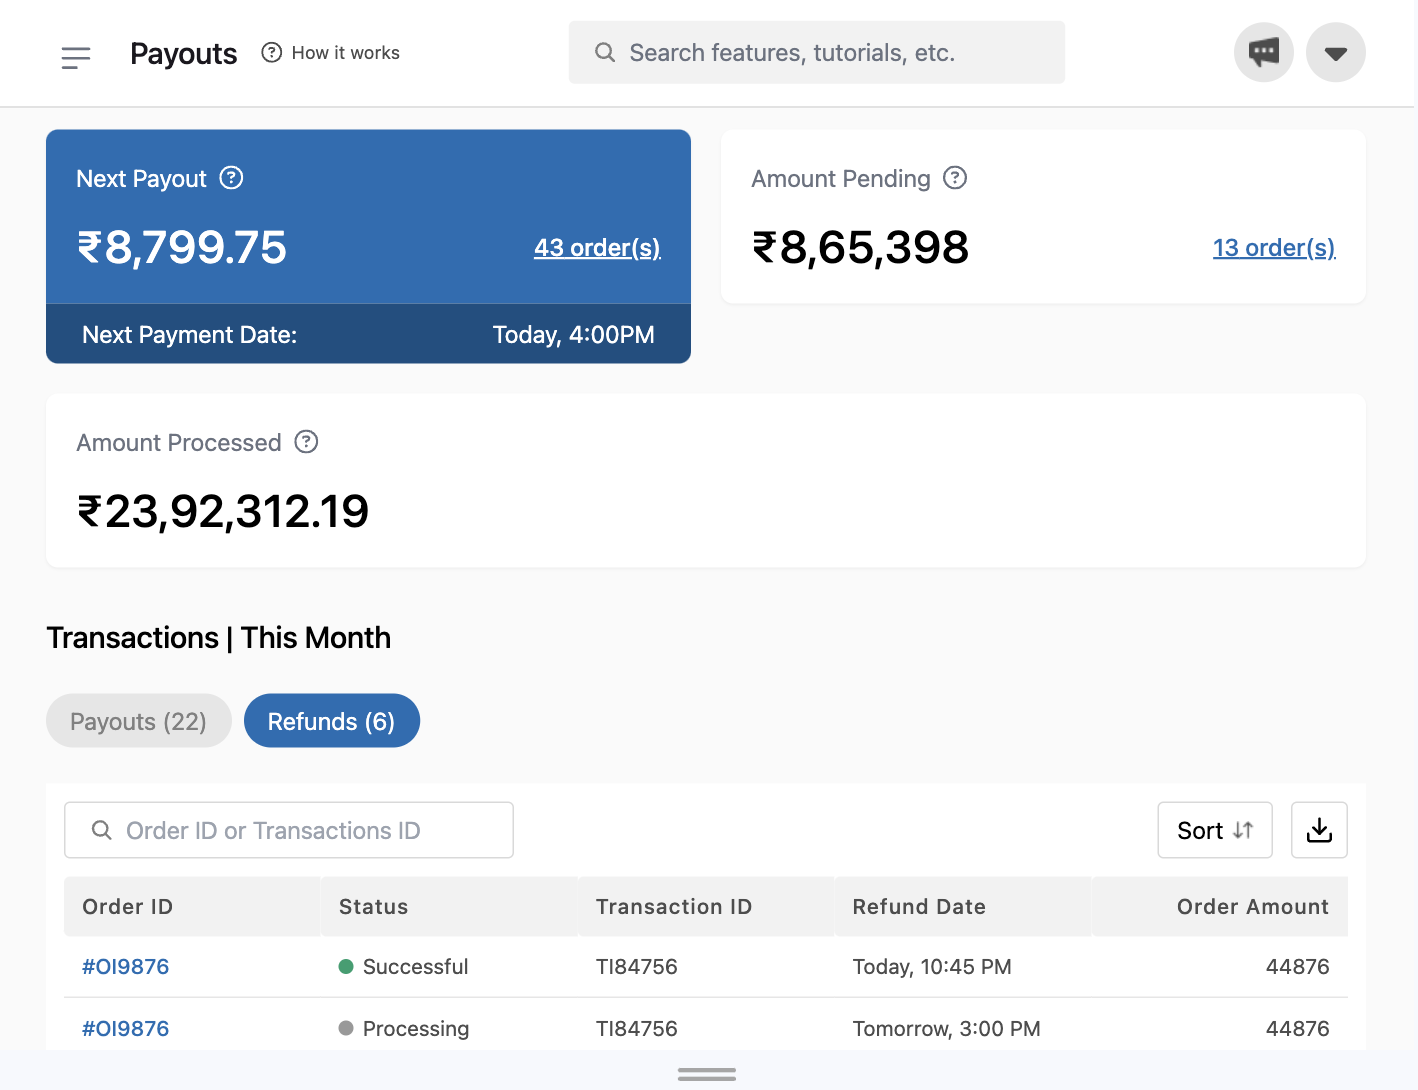 Payouts
? How it works
Search features, tutorials, etc.
Next Payout ?
₹8,799.75
43 order(s)
Next Payment Date:
Today, 4:00PM
Amount Pending ?
₹8,65,398
13 order(s)
Amount Processed ?
₹23,92,312.19
Transactions | This Month
Payouts (22)
Refunds (6)
Order ID or Transactions ID
Sort
Order ID Status Transaction ID Refund Date Order Amount
#OI9876 Successful TI84756 Today, 10:45 PM 44876
#OI9876 Processing TI84756 Tomorrow, 3:00 PM 44876